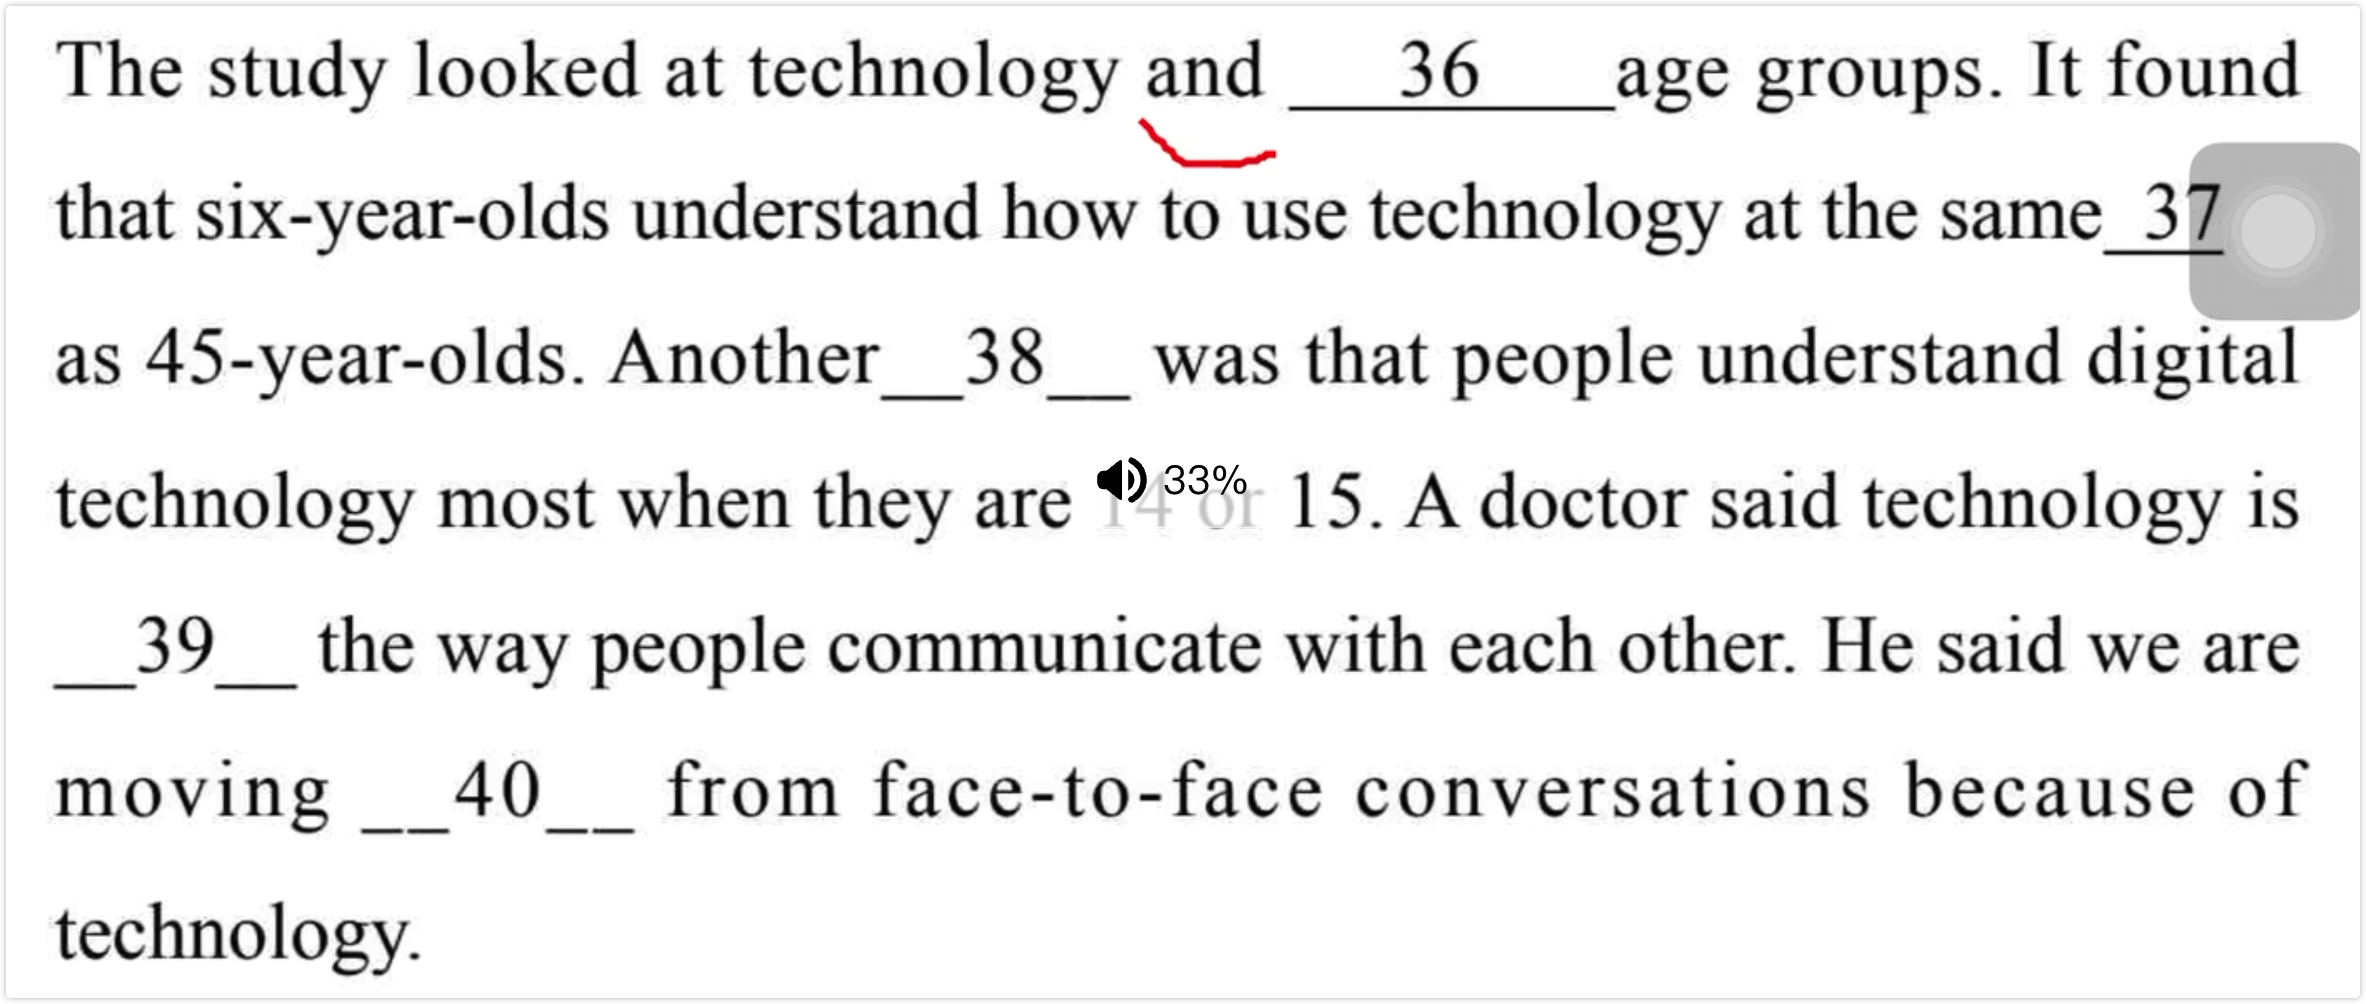 The study looked at technology and ___36___age groups. It found
that six-year-olds understand how to use technology at the same_37
as 45-year-olds. Another__38__ was that people understand digital
technology most when they are 14 or 15. A doctor said technology is
__39__ the way people communicate with each other. He said we are
moving __40__ from face-to-face conversations because of
technology.
33%